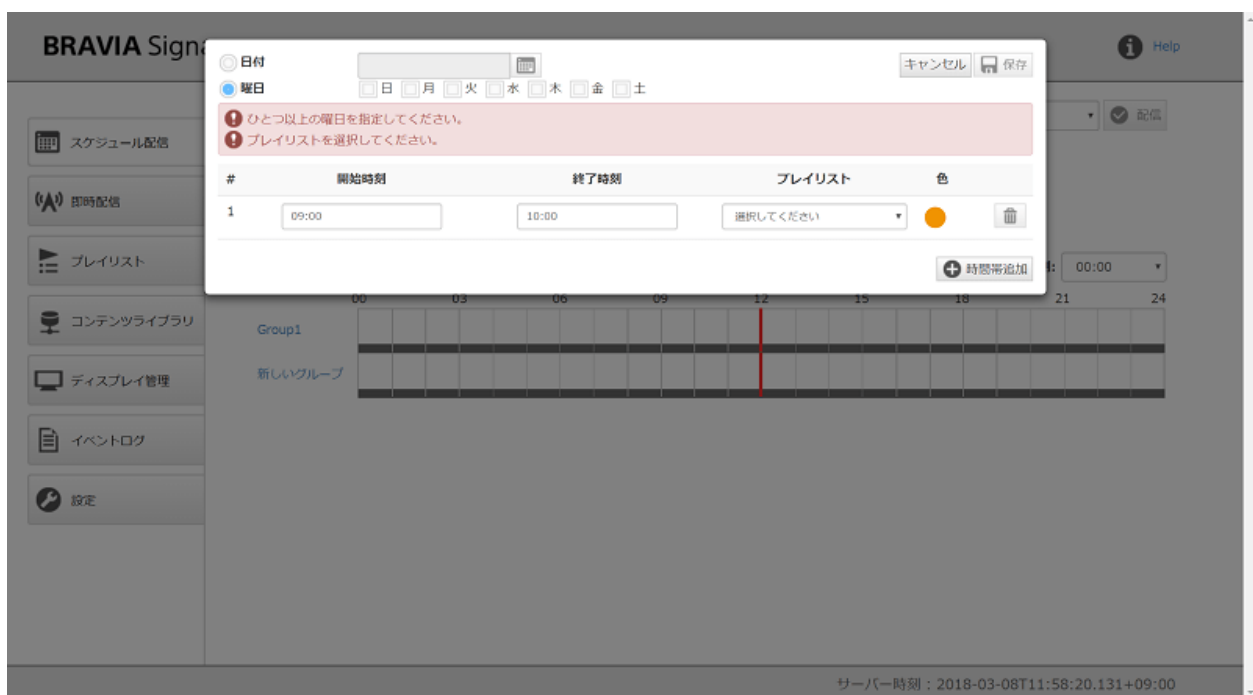 BRAVIA Signa
Help
日付
キャンセル 保存
曜日 日 月 火 水 木 金 土
ひとつ以上の曜日を指定してください。
プレイリストを選択してください。
配信
# 開始時刻 終了時刻 プレイリスト 色
1 09:00 10:00 選択してください
時間帯追加
00:00
スケジュール配信
即時配信
プレイリスト
コンテンツライブラリ
ディスプレイ管理
イベントログ
設定
00 03 06 09 12 15 18 21 24
Group1
新しいグループ
サーバー時刻 : 2018-03-08T11:58:20.131+09:00